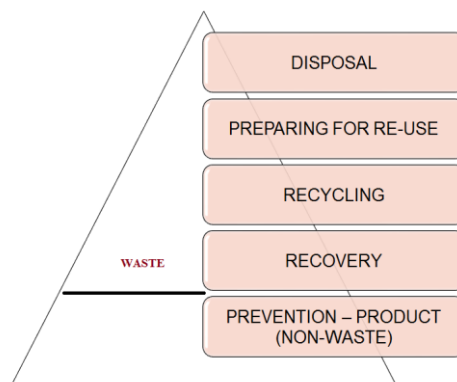 DISPOSAL
PREPARING FOR RE-USE
RECYCLING
WASTE
RECOVERY
PREVENTION – PRODUCT
(NON-WASTE)